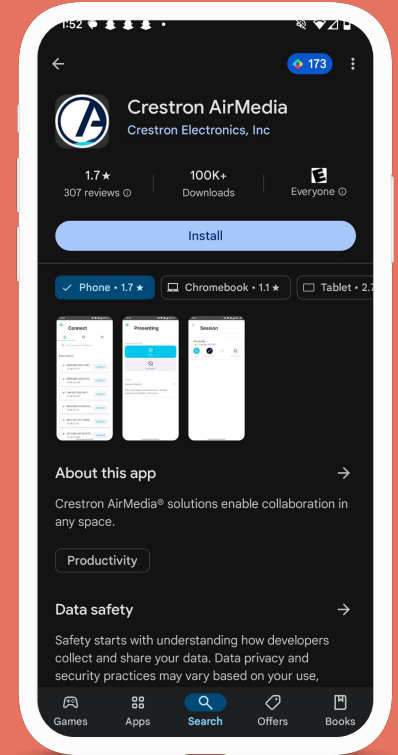 1:52
173
Crestron AirMedia
Crestron Electronics, Inc
1.7★
307 reviews
100K+
Downloads
E
Everyone
Install
Phone • 1.7 ★
Chromebook • 1.1 ★
Tablet • 2.7
Connect
Presenting
Session
About this app
Crestron AirMedia® solutions enable collaboration in
any space.
Productivity
Data safety
Safety starts with understanding how developers
collect and share your data. Data privacy and
security practices may vary based on your use,
Games
Apps
Search
Offers
Books